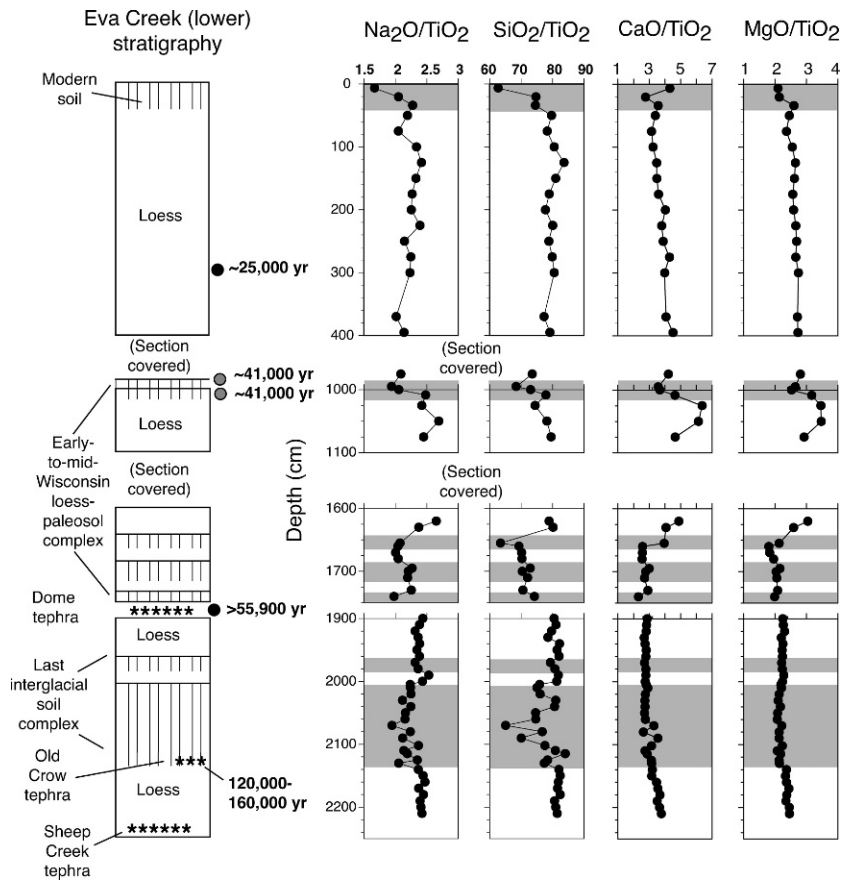 Eva Creek (lower)
stratigraphy
Modern
soil
Loess
~25,000 yr
(Section
covered)
~41,000 yr
~41,000 yr
Loess
Early-
to-mid-
Wisconsin
loess-
paleosol
complex
(Section
covered)
Dome
tephra
******
>55,900 yr
Loess
Last
interglacial
soil
complex
Old
Crow
tephra
***
120,000-
160,000 yr
Loess
Sheep
Creek
tephra
******
Depth (cm)
Na2O/TiO2
1.5 2 2.5 3
SiO2/TiO2
60 70 80 90
CaO/TiO2
1 3 5 7
MgO/TiO2
1 2 3 4
0
100
200
300
400
(Section
covered)
1000
1100
(Section
covered)
1600
1700
1900
2000
2100
2200